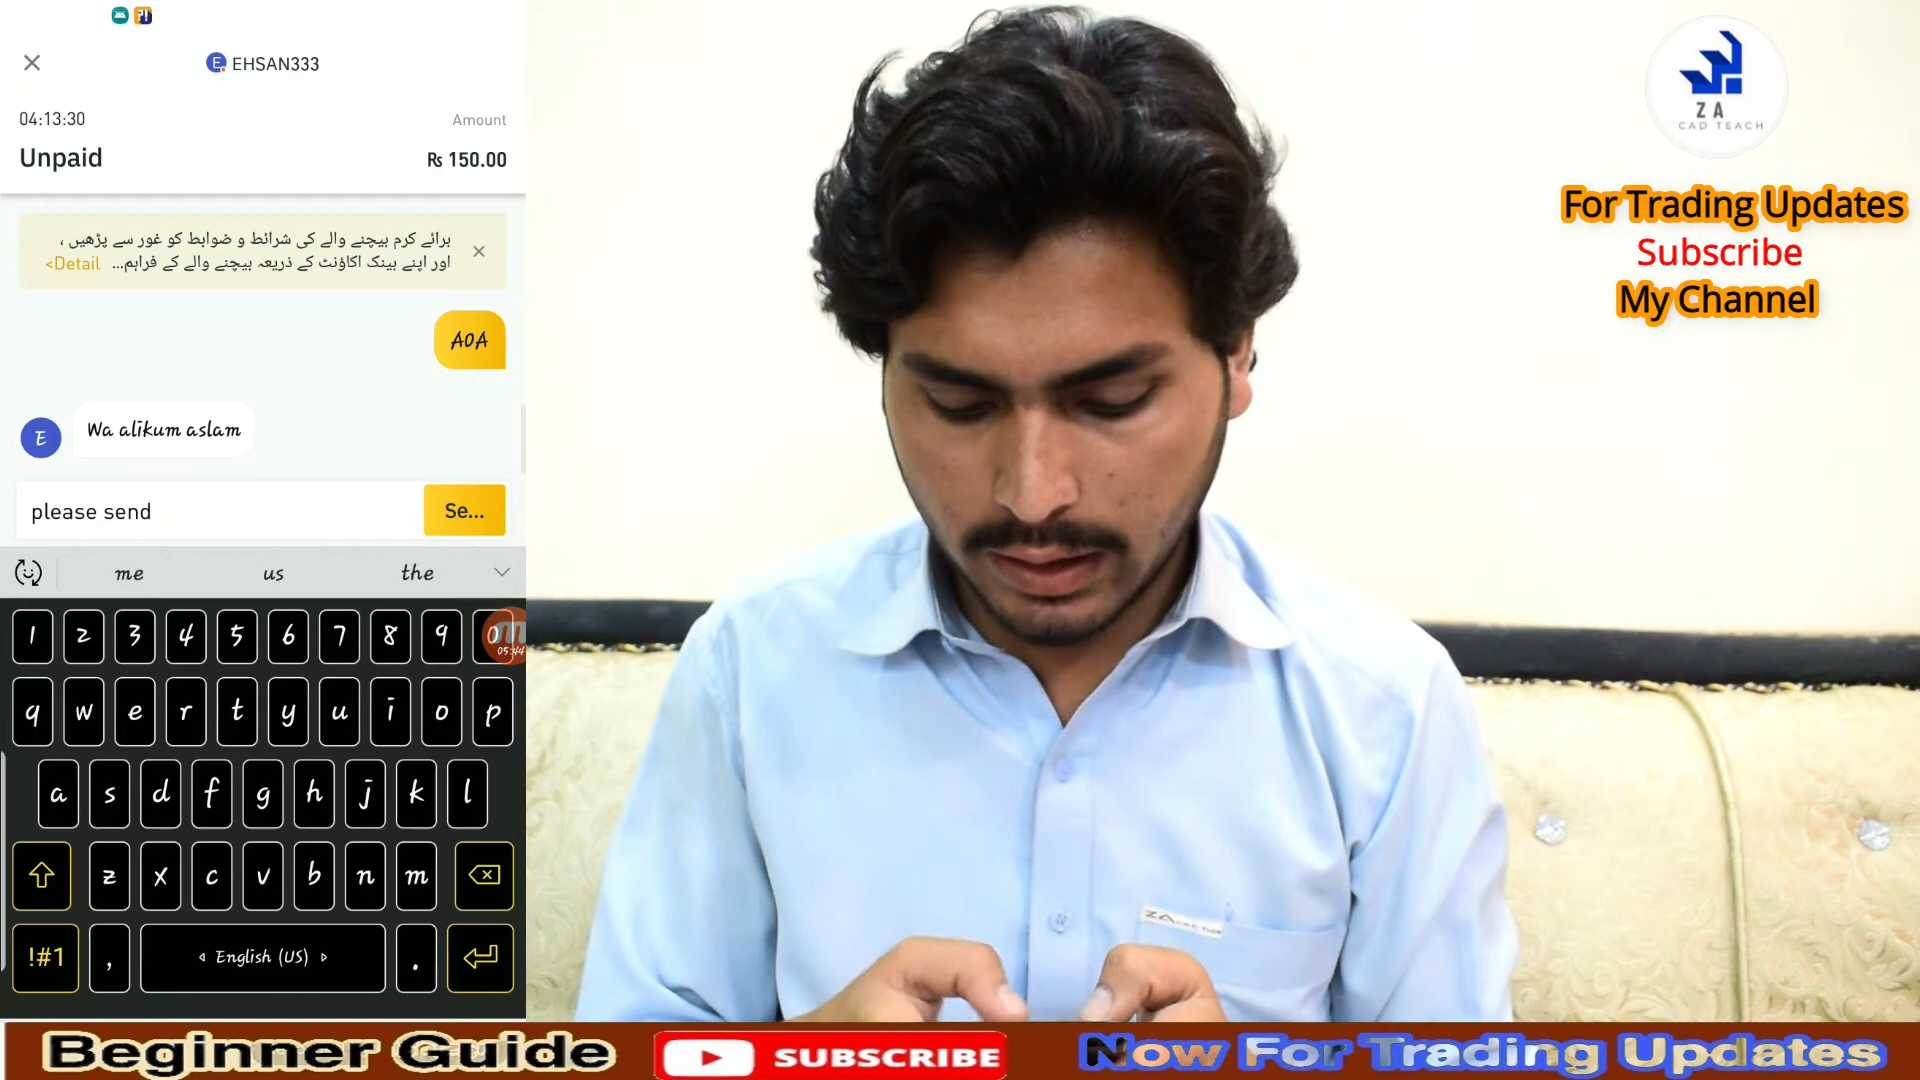 E EHSAN333
04:13:30
Amount
Unpaid
Rs 150.00
برائے کرم بیچنے والے کی شرائط و ضوابط کو غور سے پڑھیں ،
اور اپنے بینک اکاؤنٹ کے ذریعہ بیچنے والے کے فراہم... Detail>
AOA
E
Wa alikum aslam
please send
Se...
me us the
1 2 3 4 5 6 7 8 9 0
05:44
q w e r t y u i o p
a s d f g h j k l
z x c v b n m
!#1 , English (US) .
ZA
CAD TEACH
For Trading Updates
Subscribe
My Channel
Beginner Guide
SUBSCRIBE
Now For Trading Updates